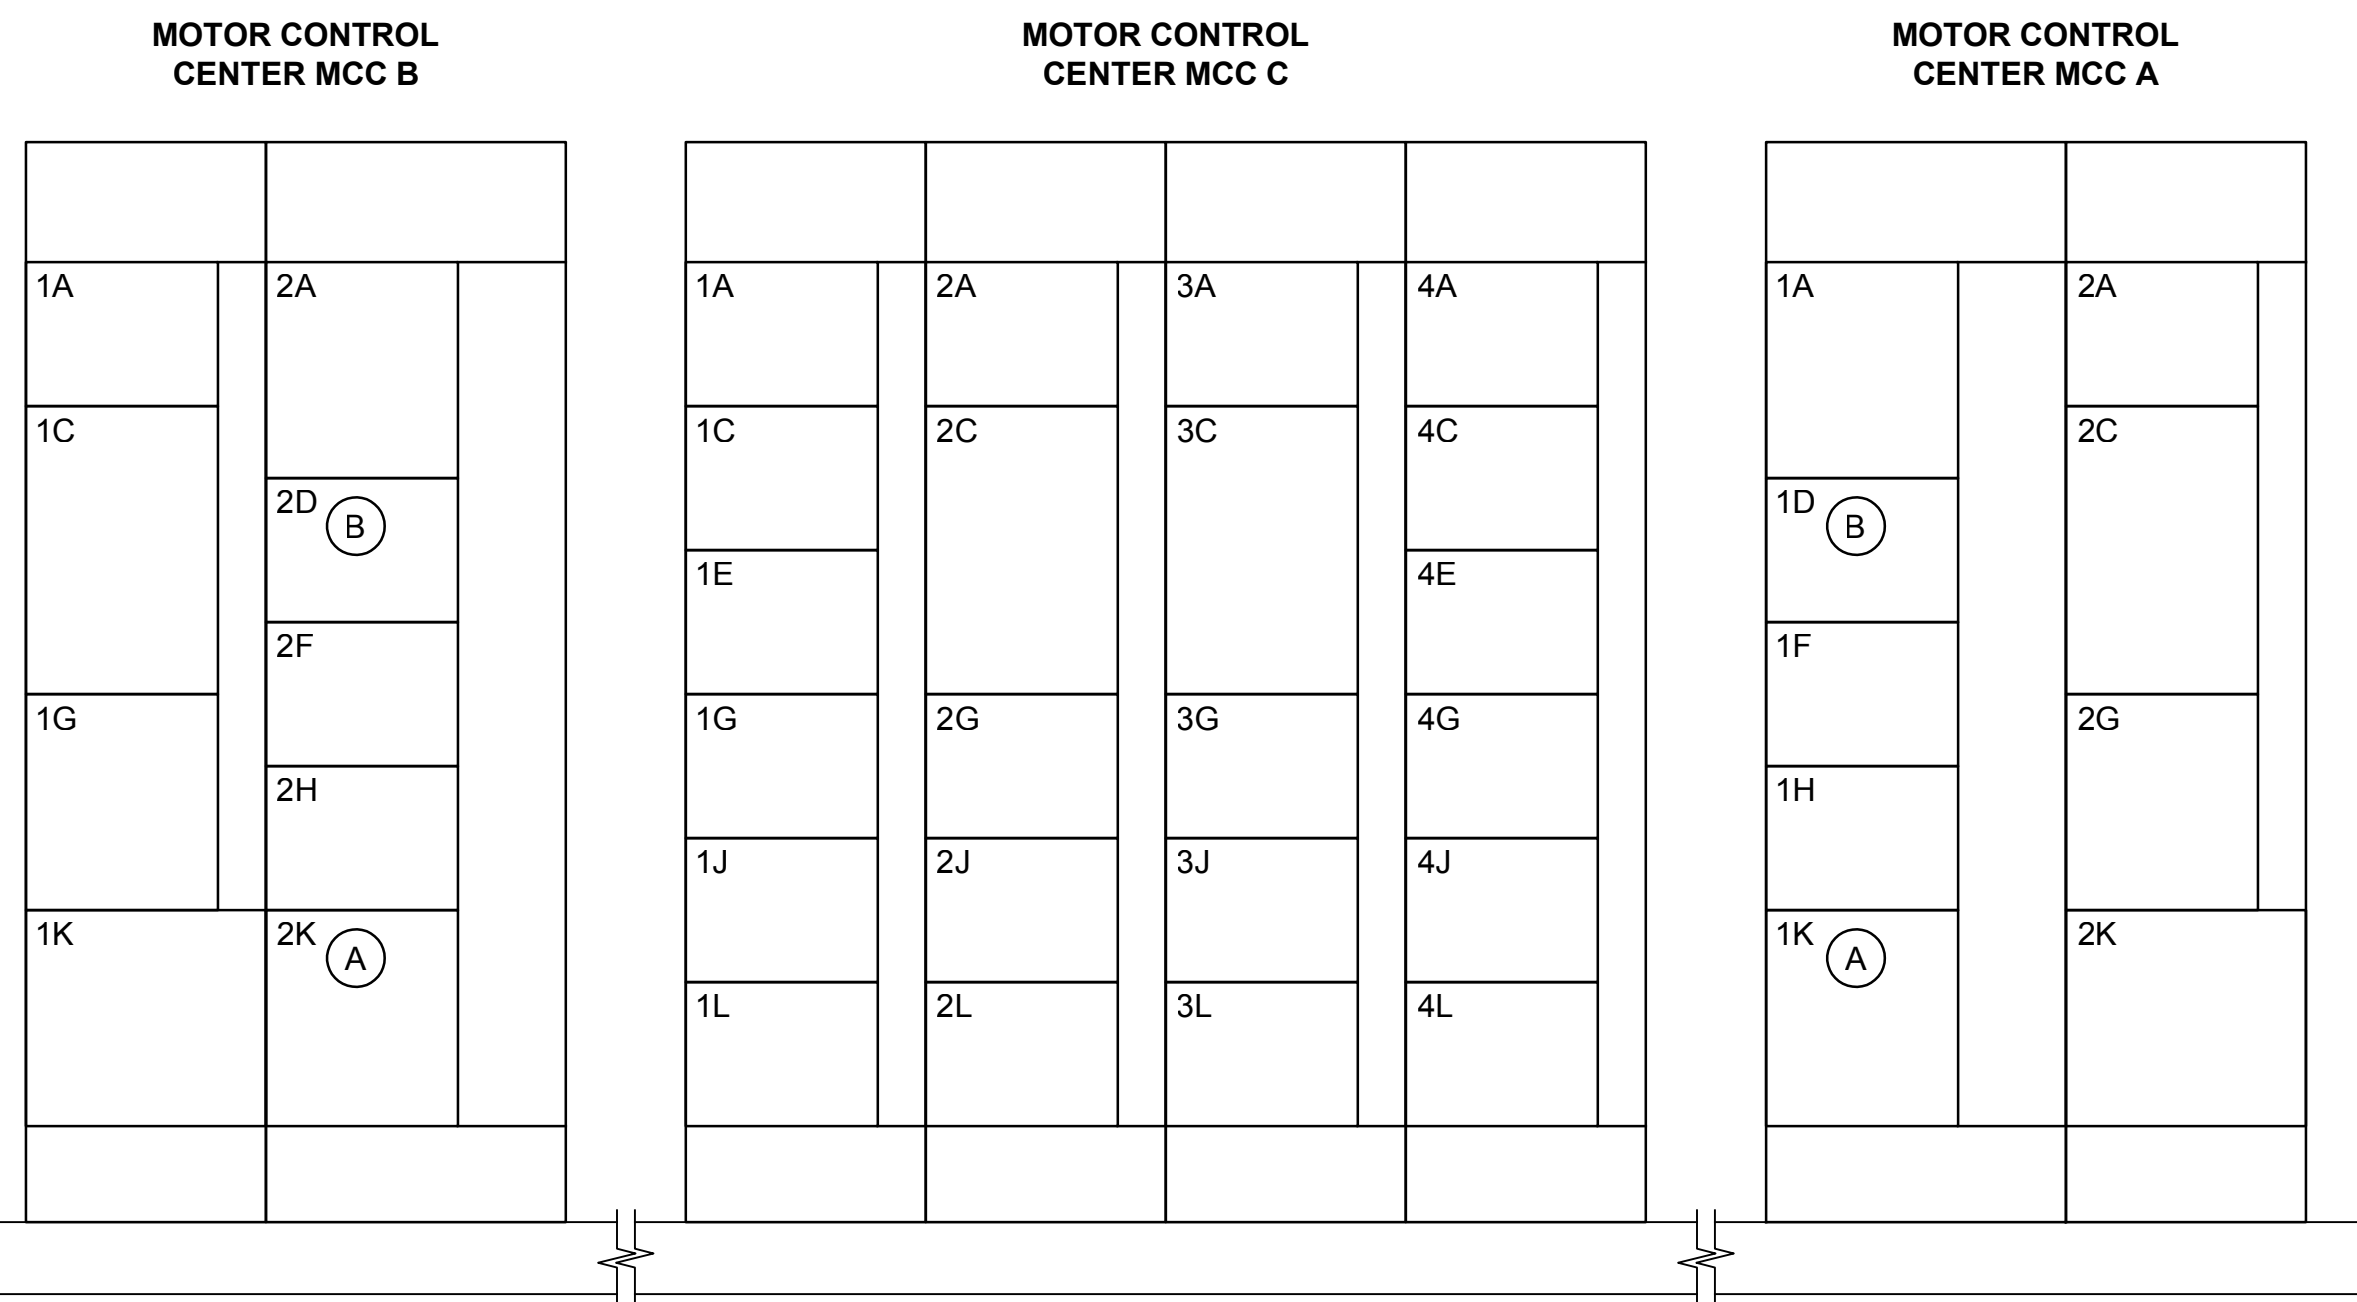 MOTOR CONTROL
CENTER MCC B
1A
1C
1G
1K
2A
2D
B
2F
2H
2K
A
MOTOR CONTROL
CENTER MCC C
1A
1C
1E
1G
1J
1L
2A
2C
2G
2J
2L
3A
3C
3G
3J
3L
4A
4C
4E
4G
4J
4L
MOTOR CONTROL
CENTER MCC A
1A
1D
B
1F
1H
1K
A
2A
2C
2G
2K